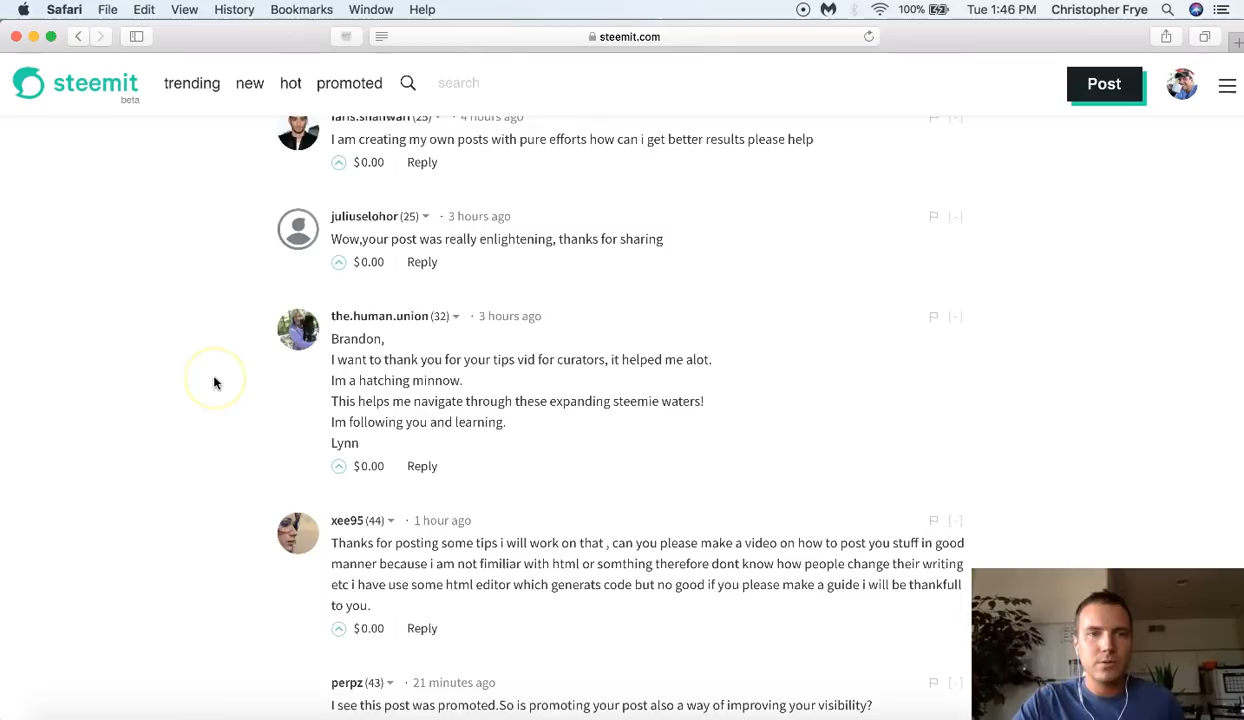 Safari File Edit View History Bookmarks Window Help 100% Tue 1:46 PM Christopher Frye
steemit.com
steemit beta trending new hot promoted search Post
faris.shahwari (25) · 4 hours ago
I am creating my own posts with pure efforts how can i get better results please help
$0.00 Reply
juliuselohor (25) · 3 hours ago
Wow,your post was really enlightening, thanks for sharing
$0.00 Reply
the.human.union (32) · 3 hours ago
Brandon,
I want to thank you for your tips vid for curators, it helped me alot.
Im a hatching minnow.
This helps me navigate through these expanding steemie waters!
Im following you and learning.
Lynn
$0.00 Reply
xee95 (44) · 1 hour ago
Thanks for posting some tips i will work on that , can you please make a video on how to post you stuff in good
manner because i am not fimiliar with html or somthing therefore dont know how people change their writing
etc i have use some html editor which generats code but no good if you please make a guide i will be thankfull
to you.
$0.00 Reply
perpz (43) · 21 minutes ago
I see this post was promoted.So is promoting your post also a way of improving your visibility?